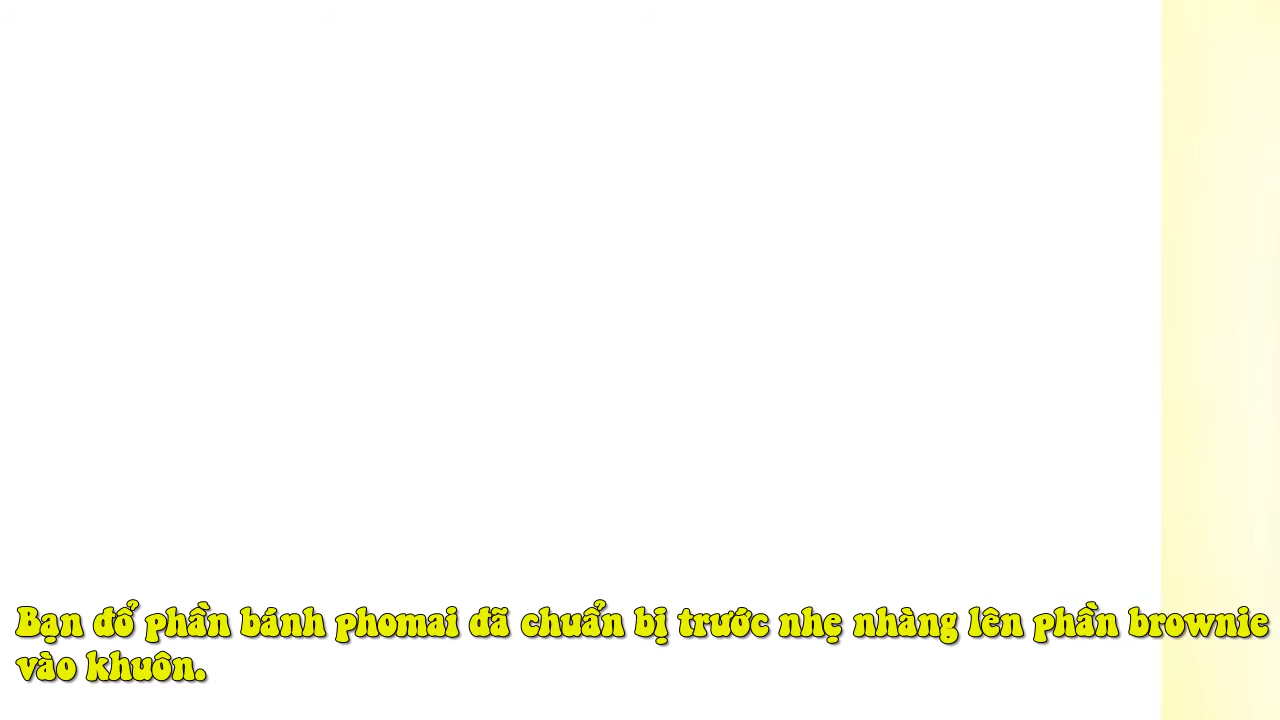 Bạn đổ phần bánh phomai đã chuẩn bị trước nhẹ nhàng lên phần brownie
vào khuôn.